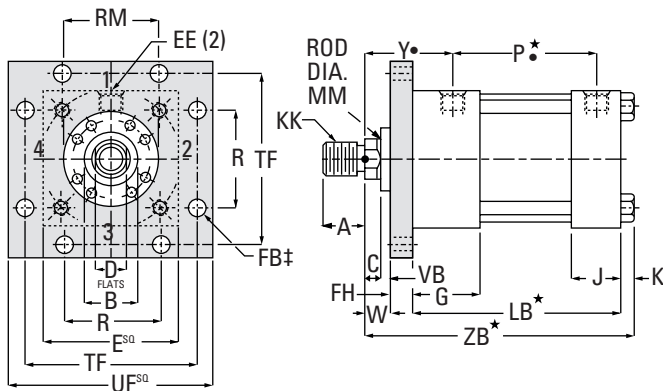 RM
EE (2)
1
4
2
3
R
TF
FB‡
D
FLATS
B
R
E SQ
TF
UF SQ
ROD
DIA.
MM
KK
Y•
P•★
A
C
VB
FH
G
J
K
W
LB★
ZB★